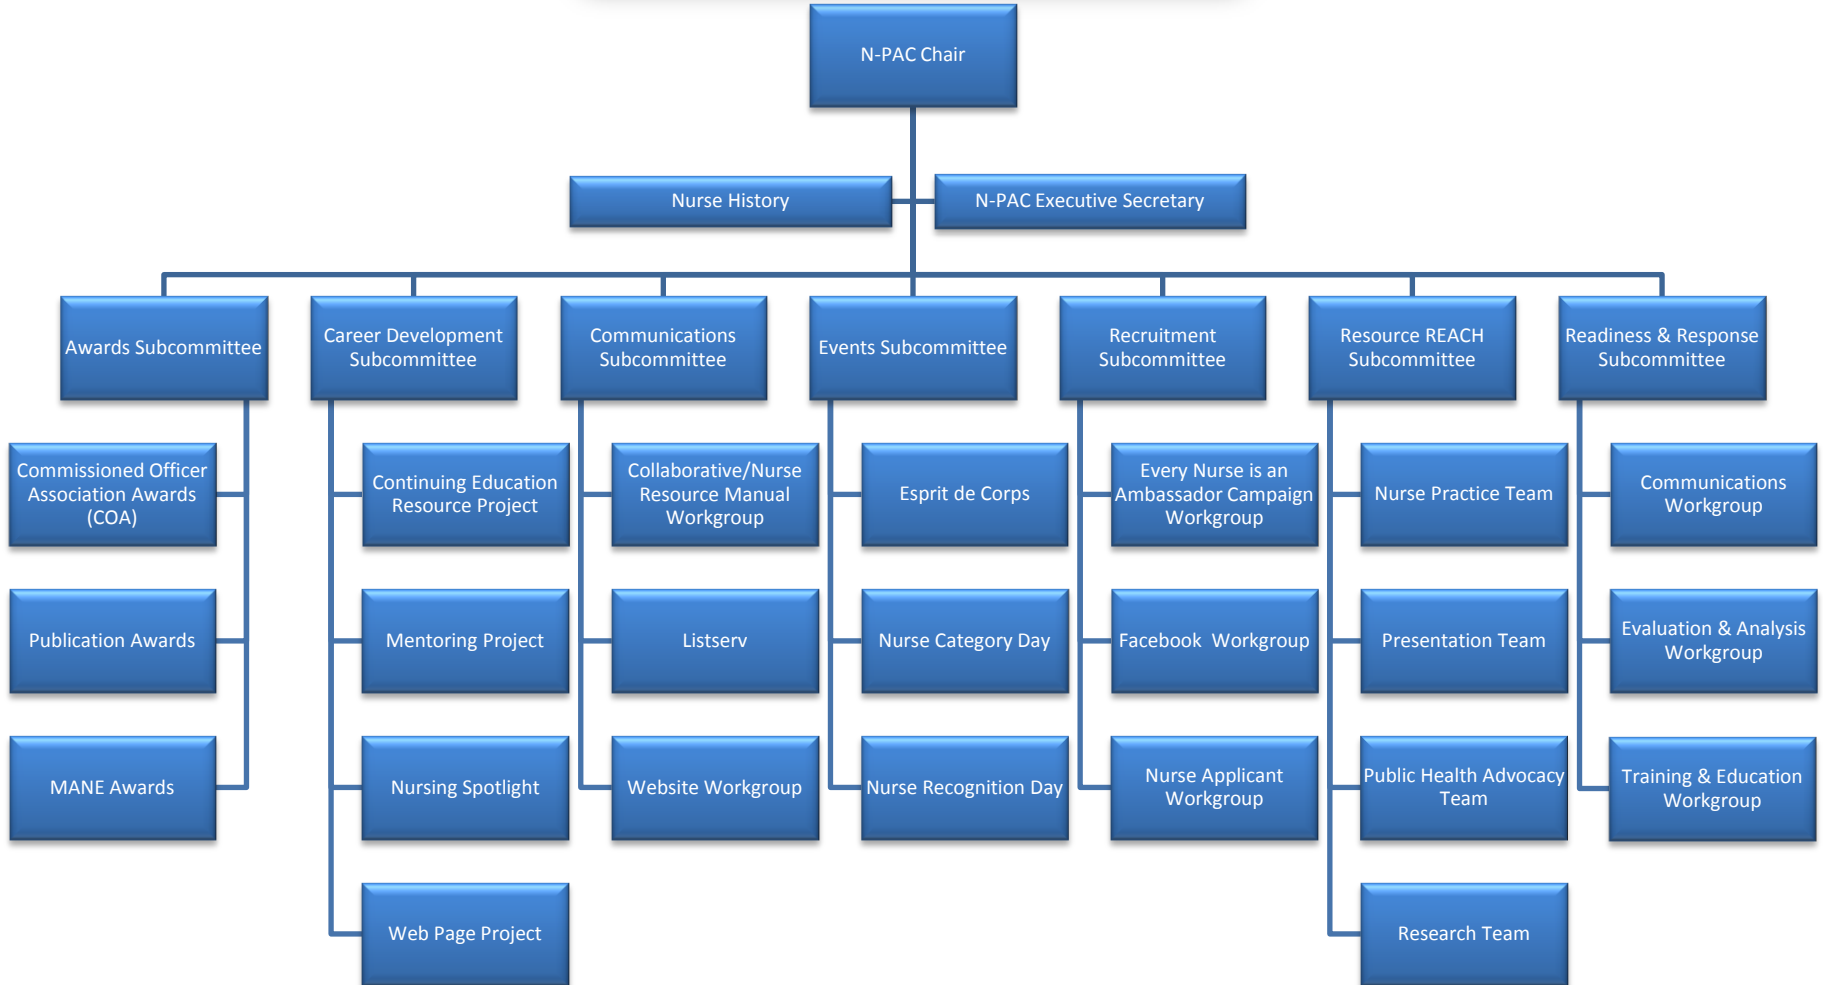 N-PAC Chair
Nurse History
N-PAC Executive Secretary
Awards Subcommittee
Career Development
Subcommittee
Communications
Subcommittee
Events Subcommittee
Recruitment
Subcommittee
Resource REACH
Subcommittee
Readiness & Response
Subcommittee
Commissioned Officer
Association Awards
(COA)
Continuing Education
Resource Project
Collaborative/Nurse
Resource Manual
Workgroup
Esprit de Corps
Every Nurse is an
Ambassador Campaign
Workgroup
Nurse Practice Team
Communications
Workgroup
Publication Awards
Mentoring Project
Listserv
Nurse Category Day
Facebook  Workgroup
Presentation Team
Evaluation & Analysis
Workgroup
MANE Awards
Nursing Spotlight
Website Workgroup
Nurse Recognition Day
Nurse Applicant
Workgroup
Public Health Advocacy
Team
Training & Education
Workgroup
Web Page Project
Research Team